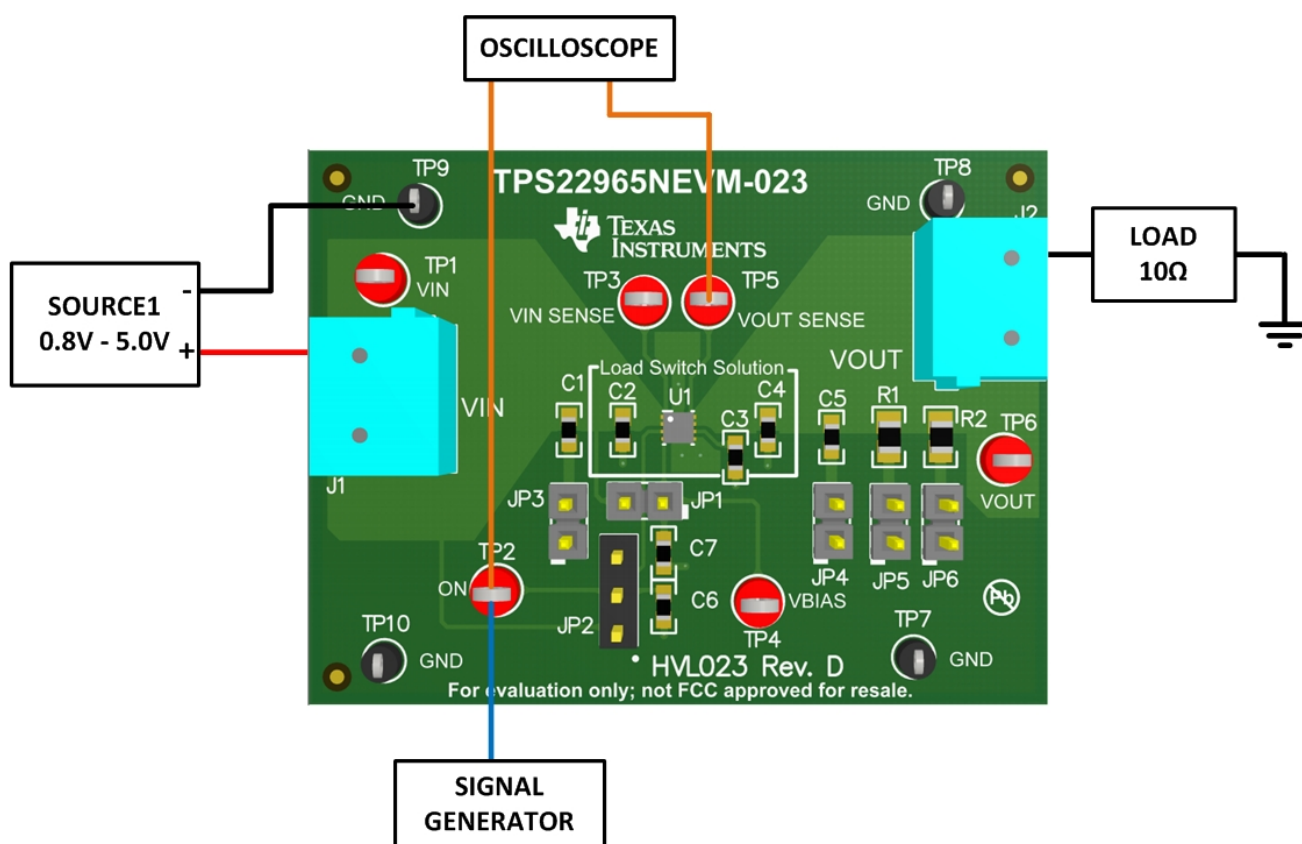 OSCILLOSCOPE
TPS22965NEVM-023
TP9
GND
TP8
GND
J2
TEXAS
INSTRUMENTS
SOURCE1
0.8V - 5.0V
-
+
LOAD
10Ω
TP1
VIN
TP3
VIN SENSE
TP5
VOUT SENSE
VOUT
VIN
J1
Load Switch Solution
C1
C2
U1
C3
C4
C5
R1
R2
TP6
VOUT
JP3
JP1
JP4
JP5
JP6
TP2
ON
C7
C6
JP2
VBIAS
TP4
Pb
TP10
GND
TP7
GND
HVL023 Rev. D
For evaluation only; not FCC approved for resale.
SIGNAL
GENERATOR